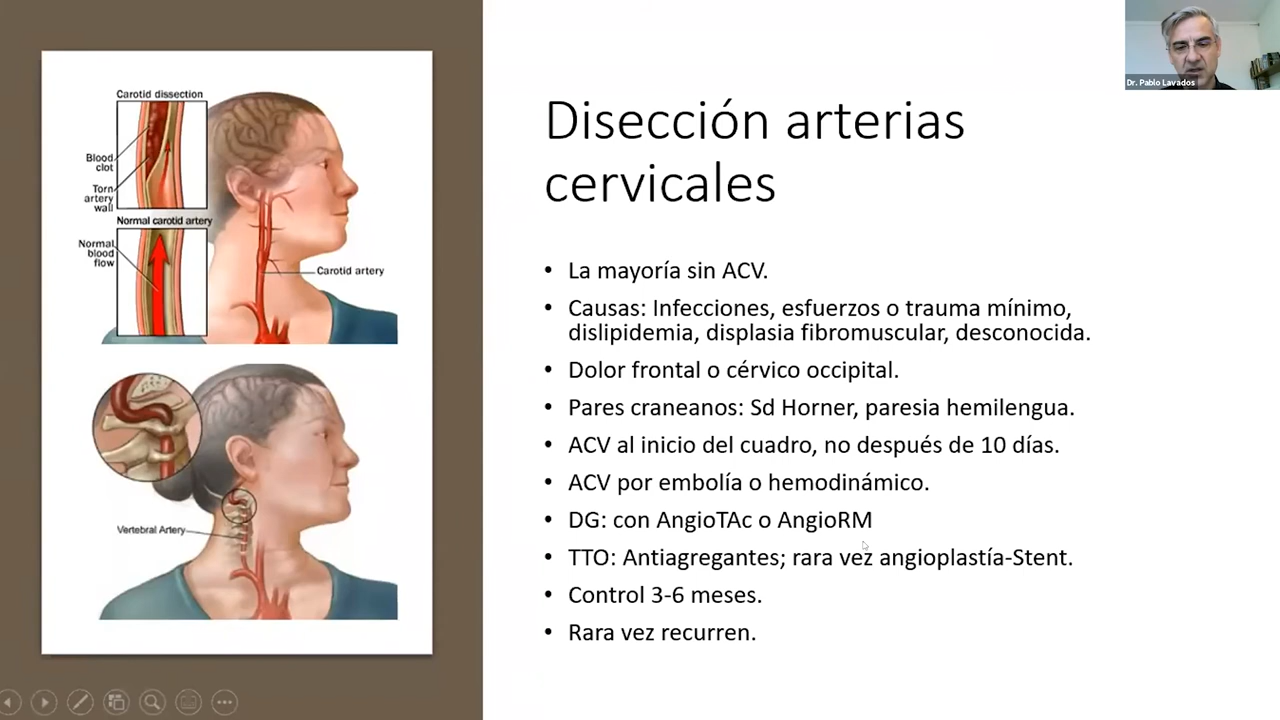 Carotid dissection
Blood
clot
Torn
artery
wall
Normal carotid artery
Normal
blood
flow
Carotid artery
Vertebral Artery
Disección arterias
cervicales
• La mayoría sin ACV.
• Causas: Infecciones, esfuerzos o trauma mínimo,
dislipidemia, displasia fibromuscular, desconocida.
• Dolor frontal o cérvico occipital.
• Pares craneanos: Sd Horner, paresia hemilengua.
• ACV al inicio del cuadro, no después de 10 días.
• ACV por embolía o hemodinámico.
• DG: con AngioTAc o AngioRM
• TTO: Antiagregantes; rara vez angioplastía-Stent.
• Control 3-6 meses.
• Rara vez recurren.
Dr. Pablo Lavados